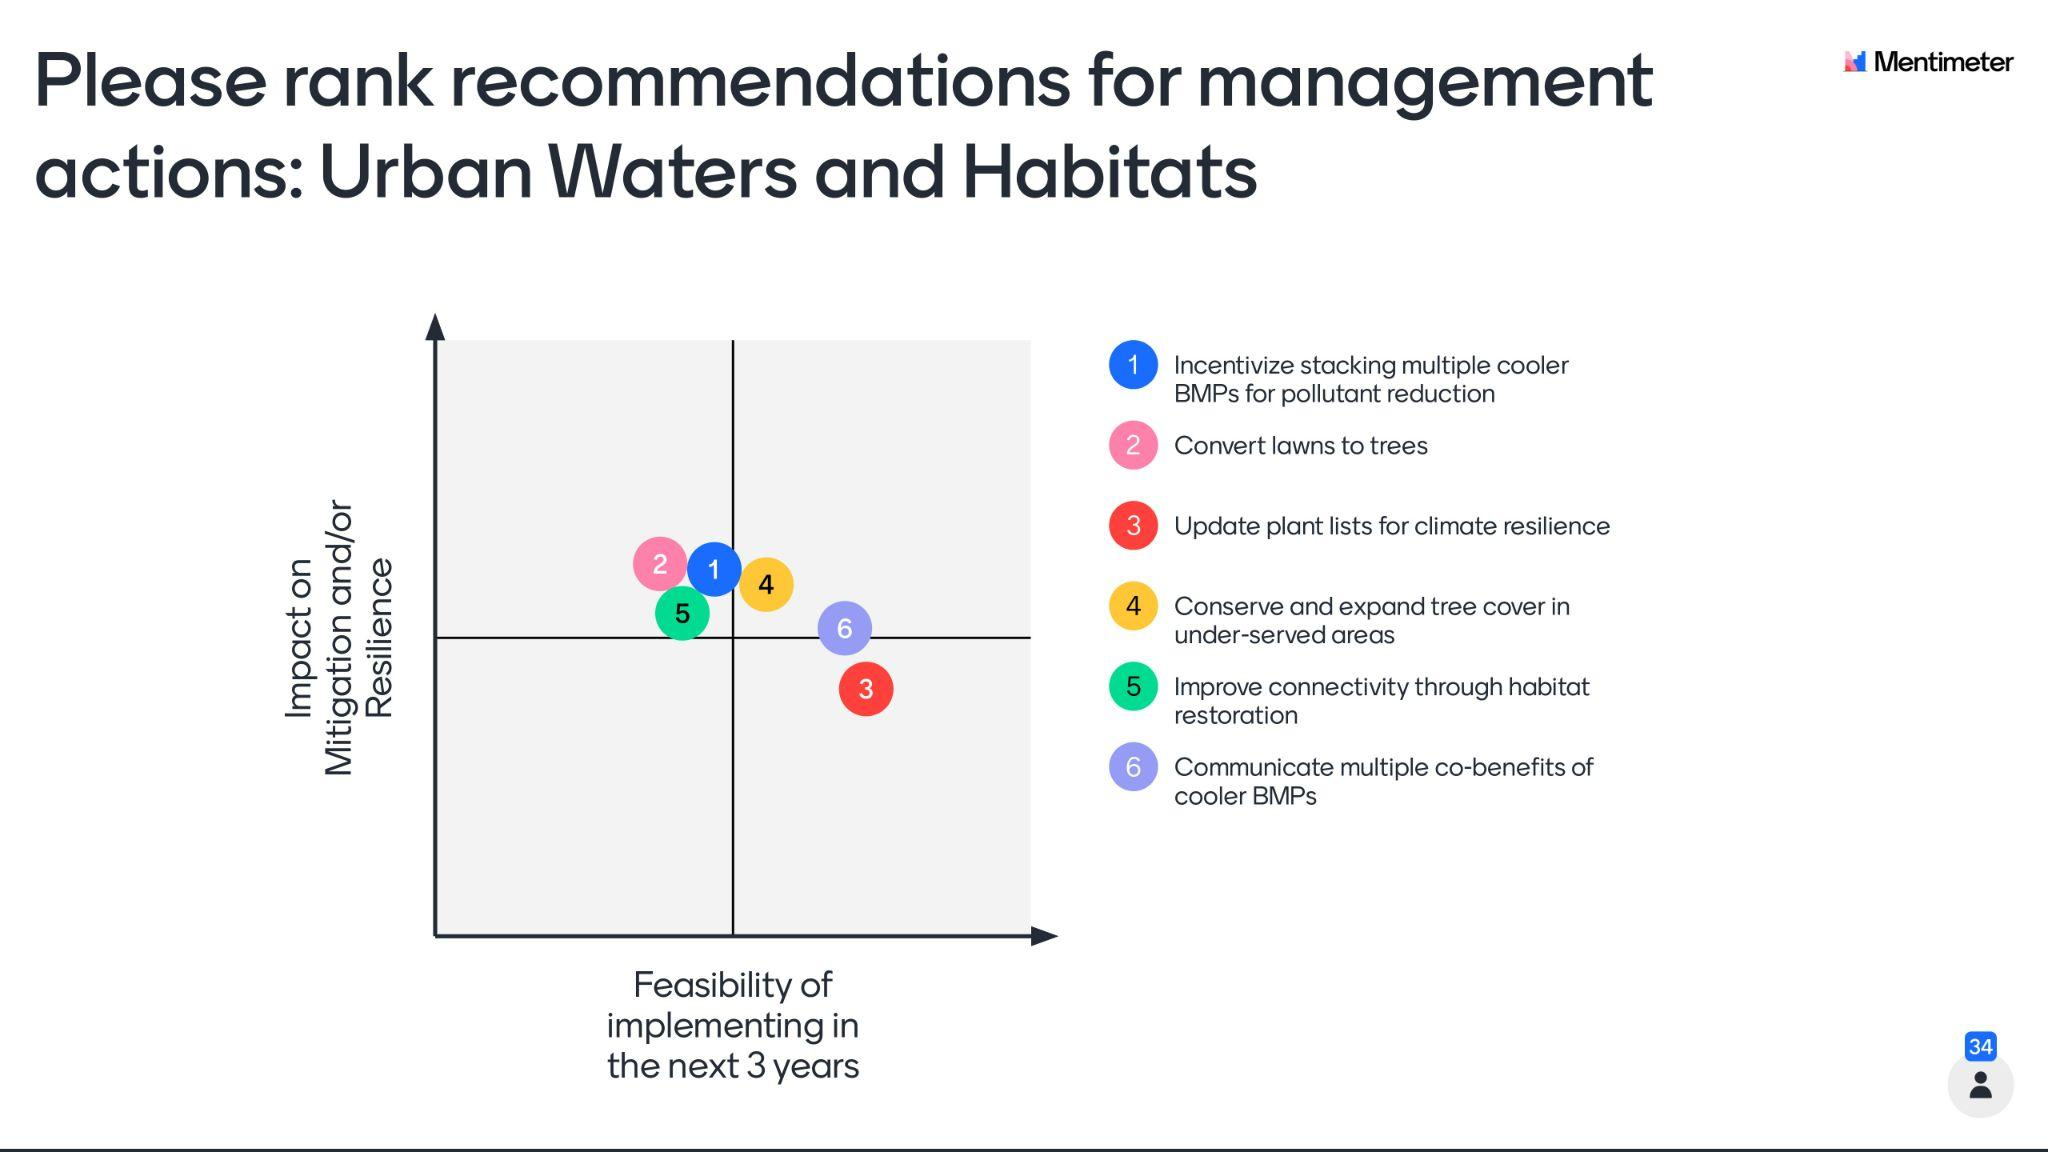 Please rank recommendations for management
actions: Urban Waters and Habitats
Mentimeter
Impact on
Mitigation and/or
Resilience
2
1
4
5
6
3
Feasibility of
implementing in
the next 3 years
1
Incentivize stacking multiple cooler
BMPs for pollutant reduction
2
Convert lawns to trees
3
Update plant lists for climate resilience
4
Conserve and expand tree cover in
under-served areas
5
Improve connectivity through habitat
restoration
6
Communicate multiple co-benefits of
cooler BMPs
34